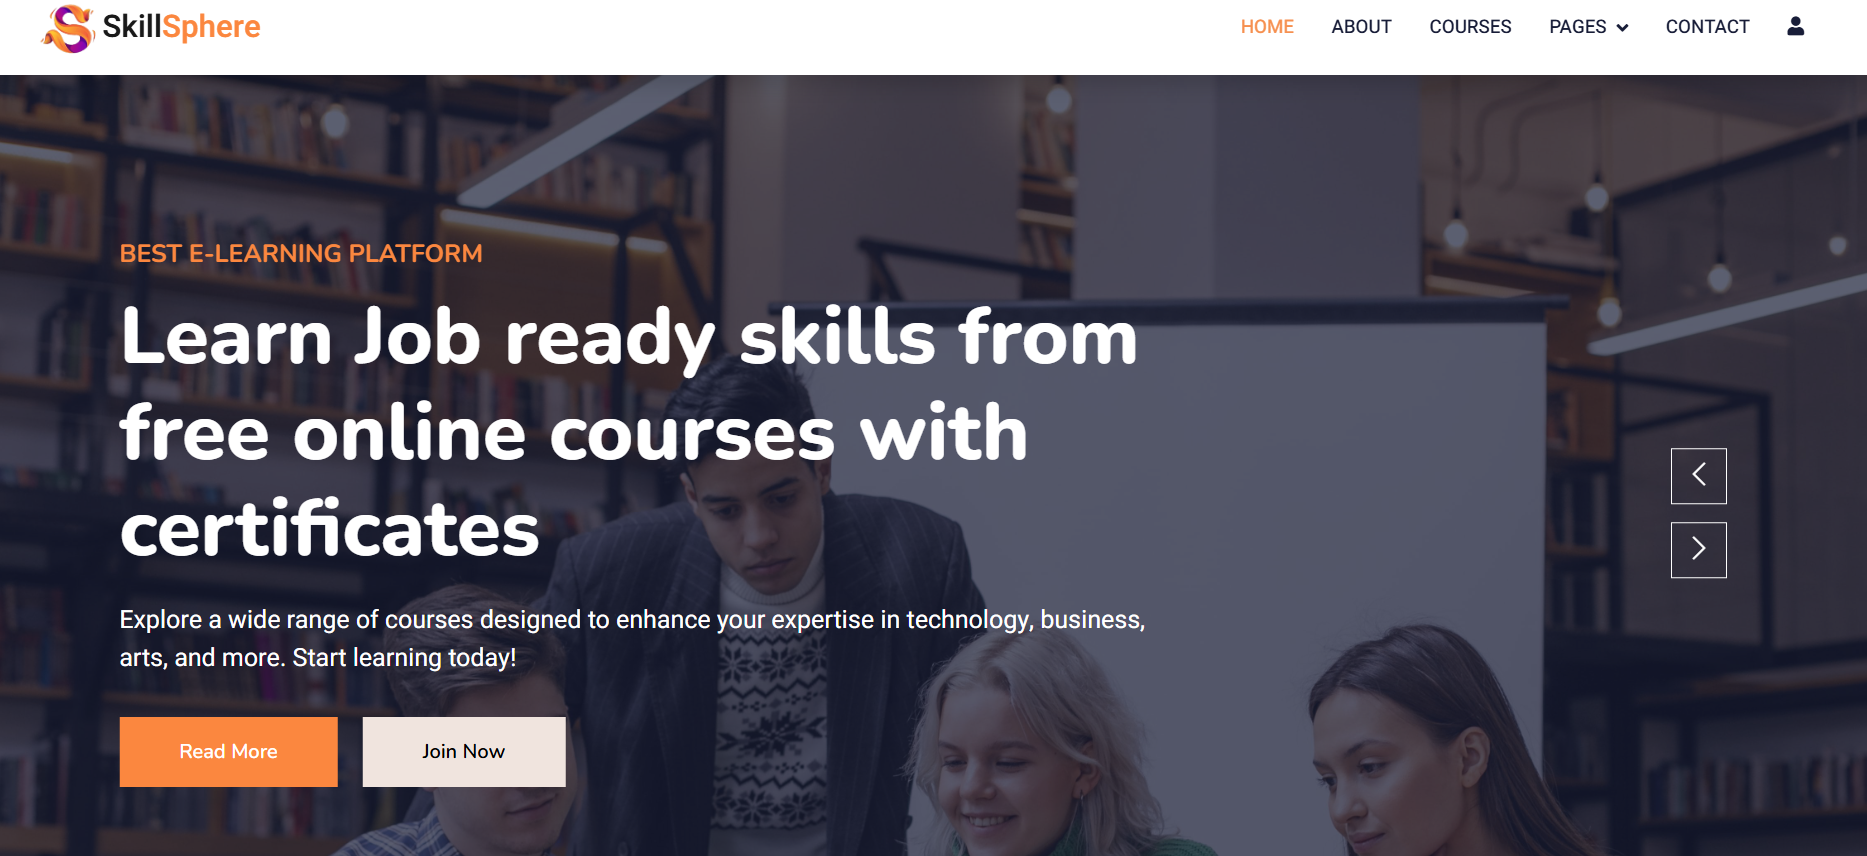 SkillSphere
HOME ABOUT COURSES PAGES CONTACT
BEST E-LEARNING PLATFORM
Learn Job ready skills from
free online courses with
certificates
Explore a wide range of courses designed to enhance your expertise in technology, business,
arts, and more. Start learning today!
Read More Join Now